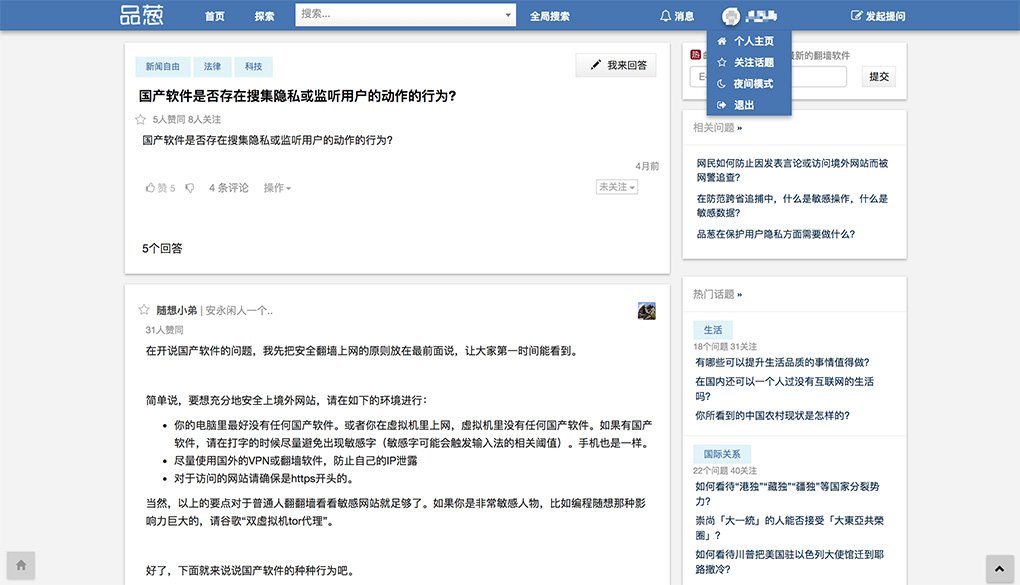 品葱 首页 探索 搜索... 全局搜索 消息 发起提问
个人主页
关注话题
夜间模式
退出
新闻自由 法律 科技
我来回答
国产软件是否存在搜集隐私或监听用户的动作的行为?
5人赞同 8人关注
国产软件是否存在搜集隐私或监听用户的动作的行为?
4月前
赞 5 4 条评论 操作
未关注
5个回答
随想小弟 | 安永闲人一个..
31人赞同
在开说国产软件的问题，我先把安全翻墙上网的原则放在最前面说，让大家第一时间能看到。
简单说，要想充分地安全上境外网站，请在如下的环境进行：
• 你的电脑里最好没有任何国产软件。或者你在虚拟机里上网，虚拟机里没有任何国产软件。如果有国产
软件，请在打字的时候尽量避免出现敏感字（敏感字可能会触发输入法的相关阈值）。手机也是一样。
• 尽量使用国外的VPN或翻墙软件，防止自己的IP泄露
• 对于访问的网站请确保是https开头的。
当然，以上的要点对于普通人翻翻墙看看敏感网站就足够了。如果你是非常敏感人物，比如编程随想那种影
响力巨大的，请谷歌“双虚拟机tor代理”。
好了，下面就来说说国产软件的种种行为吧。
新的翻墙软件
提交
相关问题 »
网民如何防止因发表言论或访问境外网站而被
网警追查?
在防范跨省追捕中，什么是敏感操作，什么是
敏感数据?
品葱在保护用户隐私方面需要做什么?
热门话题 »
生活
18个问题 31关注
有哪些可以提升生活品质的事情值得做?
在国内还可以一个人过没有互联网的生活
吗?
你所看到的中国农村现状是怎样的?
国际关系
22个问题 40关注
如何看待“港独”“藏独”“疆独”等国家分裂势
力?
崇尚「大一統」的人能否接受「大東亞共榮
圈」?
如何看待川普把美国驻以色列大使馆迁到耶
路撒冷?